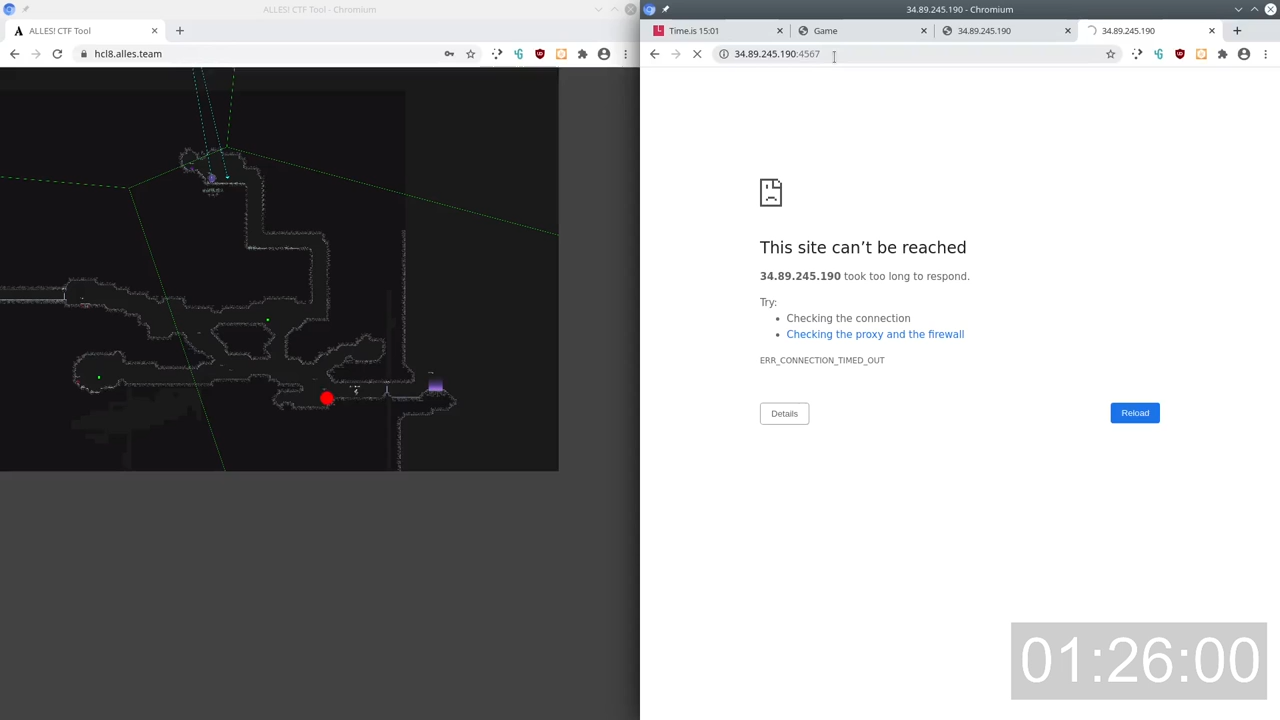 ALLES! CTF Tool - Chromium
ALLES! CTF Tool
hcl8.alles.team
34.89.245.190 - Chromium
Time.is 15:01
Game
34.89.245.190
34.89.245.190
34.89.245.190:4567
This site can’t be reached
34.89.245.190 took too long to respond.
Try:
Checking the connection
Checking the proxy and the firewall
ERR_CONNECTION_TIMED_OUT
Details
Reload
01:26:00